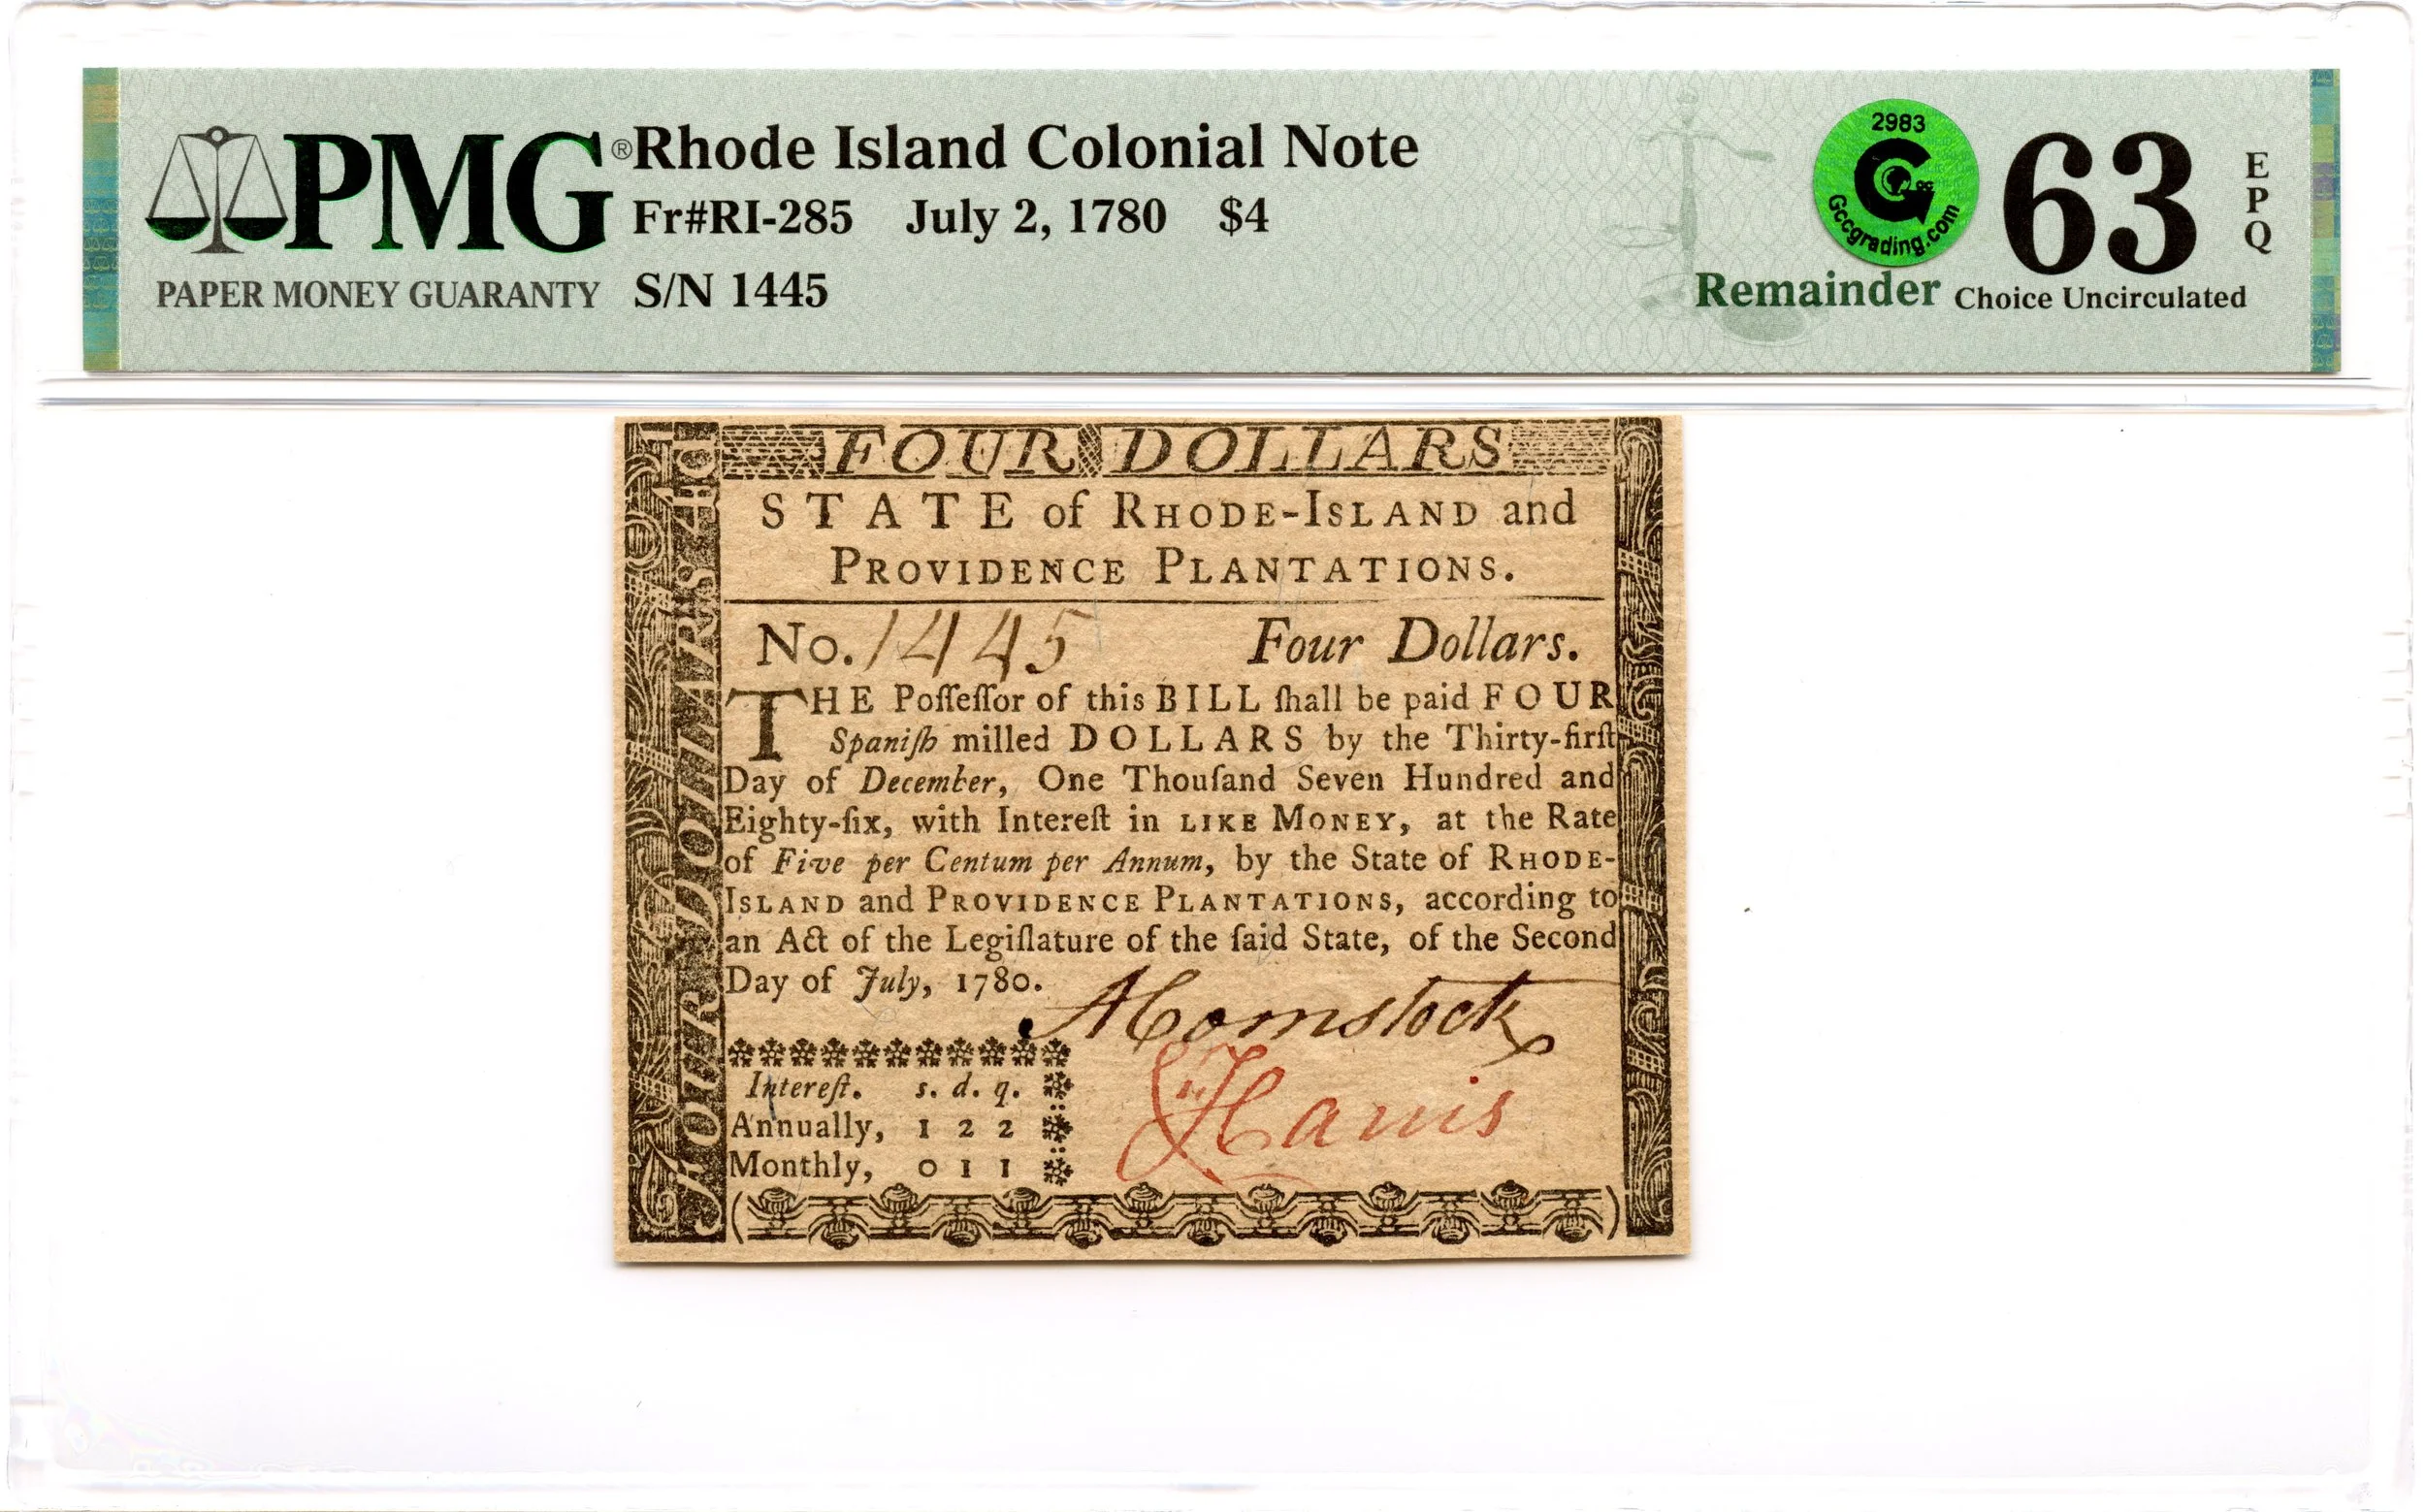 PMG® Rhode Island Colonial Note
Fr#RI-285 July 2, 1780 $4
PAPER MONEY GUARANTY S/N 1445
2983
Gccgrading.com
Remainder
63
EPQ
Choice Uncirculated
FOUR DOLLARS
FOUR DOLLARS
STATE of RHODE-ISLAND and
PROVIDENCE PLANTATIONS.
No. 1445 Four Dollars.
THE Poſſeſſor of this BILL ſhall be paid FOUR
Spaniſh milled DOLLARS by the Thirty-firſt
Day of December, One Thouſand Seven Hundred and
Eighty-ſix, with Intereſt in LIKE MONEY, at the Rate
of Five per Centum per Annum, by the State of RHODE-
ISLAND and PROVIDENCE PLANTATIONS, according to
an Act of the Legiſlature of the ſaid State, of the Second
Day of July, 1780.
A Comstock
Harris
Intereſt. s. d. q.
Annually, 1 2 2
Monthly, 0 1 1